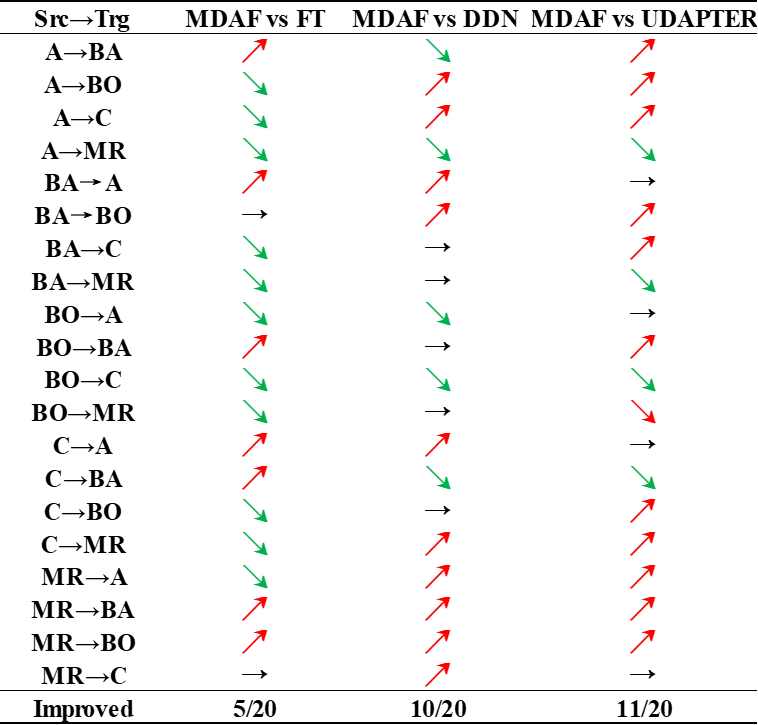 Src→Trg MDAF vs FT MDAF vs DDN MDAF vs UDAPTER
A→BA ↗ ↘ ↗
A→BO ↘ ↗ ↗
A→C ↘ ↗ ↗
A→MR ↘ ↘ ↘
BA→A ↗ ↗ →
BA→BO → ↗ ↗
BA→C ↘ → ↗
BA→MR ↘ → ↘
BO→A ↘ ↘ →
BO→BA ↗ → ↗
BO→C ↘ ↘ ↘
BO→MR ↘ → ↘
C→A ↗ ↗ →
C→BA ↗ ↘ ↘
C→BO ↘ → ↗
C→MR ↘ ↗ ↗
MR→A ↘ ↗ ↗
MR→BA ↗ ↗ ↗
MR→BO ↗ ↗ ↗
MR→C → ↗ →
Improved 5/20 10/20 11/20